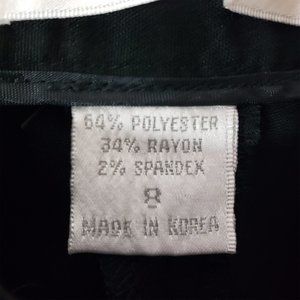 64% POLYESTER
34% RAYON
2% SPANDEX
8
MADE IN KOREA